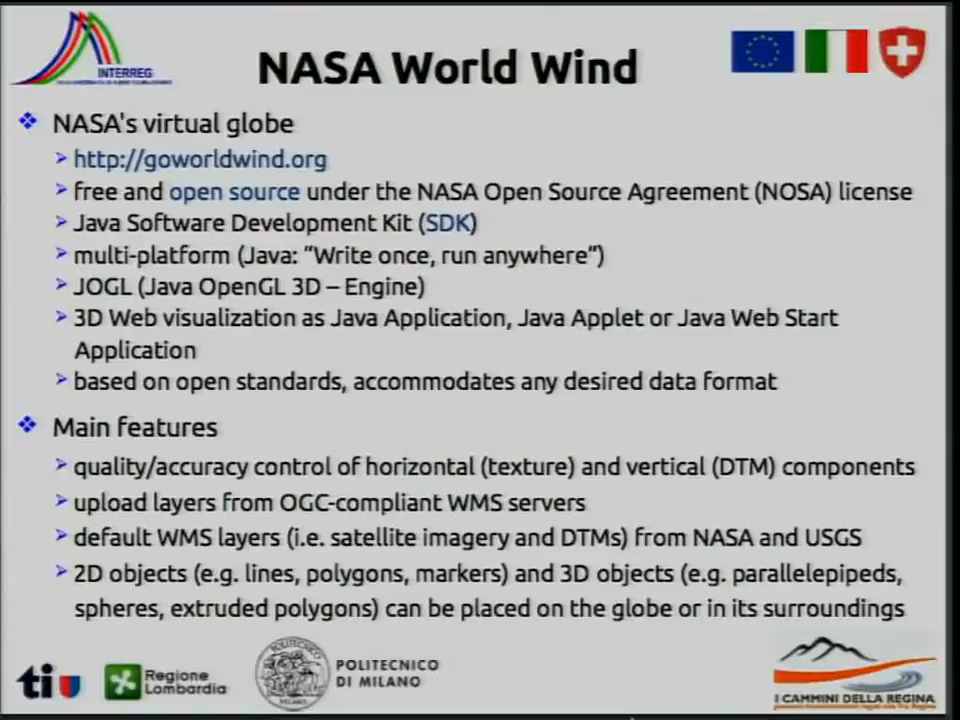 INTERREG
NASA World Wind
NASA's virtual globe
http://goworldwind.org
free and open source under the NASA Open Source Agreement (NOSA) license
Java Software Development Kit (SDK)
multi-platform (Java: “Write once, run anywhere”)
JOGL (Java OpenGL 3D – Engine)
3D Web visualization as Java Application, Java Applet or Java Web Start
Application
based on open standards, accommodates any desired data format
Main features
quality/accuracy control of horizontal (texture) and vertical (DTM) components
upload layers from OGC-compliant WMS servers
default WMS layers (i.e. satellite imagery and DTMs) from NASA and USGS
2D objects (e.g. lines, polygons, markers) and 3D objects (e.g. parallelepipeds,
spheres, extruded polygons) can be placed on the globe or in its surroundings
ti
Regione
Lombardia
POLITECNICO
DI MILANO
I CAMMINI DELLA REGINA